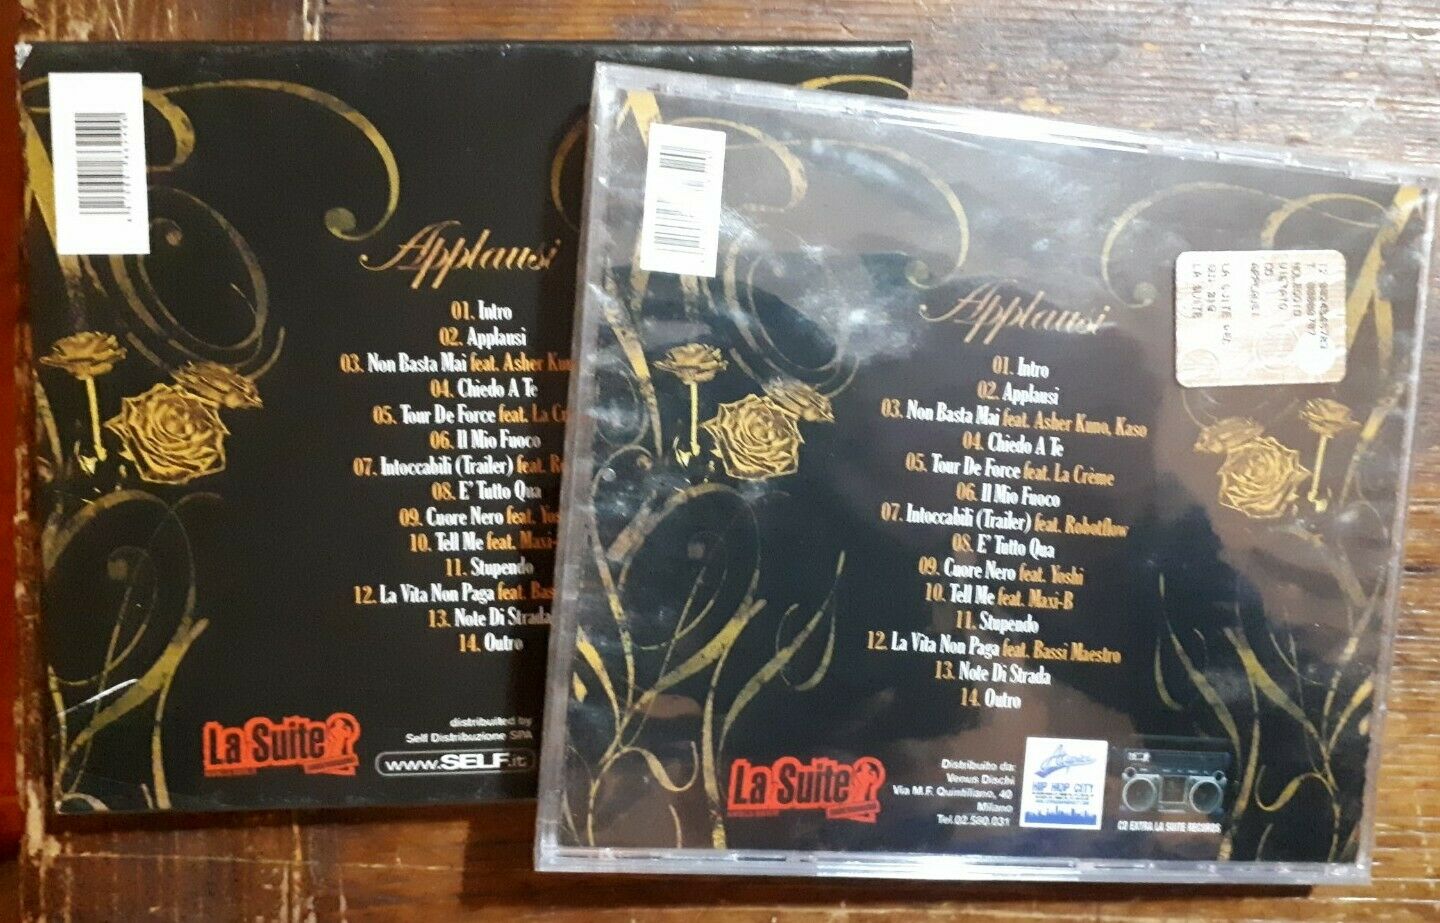 Applausi
01. Intro
02. Applausi
03. Non Basta Mai feat. Asher Kuno
04. Chiedo A Te
05. Tour De Force feat. La
06. Il Mio Fuoco
07. Intoccabili (Trailer) feat.
08. E' Tutto Qua
09. Cuore Nero feat.
10. Tell Me feat. Maxi-
11. Stupendo
12. La Vita Non Paga feat.
13. Note Di Strada
14. Outro
La Suite
distribuited by
Self Distribuzione SPA
www.SELF.it
Applausi
01. Intro
02. Applausi
03. Non Basta Mai feat. Asher Kuno, Kaso
04. Chiedo A Te
05. Tour De Force feat. La Crème
06. Il Mio Fuoco
07. Intoccabili (Trailer) feat. Robotflow
08. E' Tutto Qua
09. Cuore Nero feat. Yoshi
10. Tell Me feat. Maxi-B
11. Stupendo
12. La Vita Non Paga feat. Bassi Maestro
13. Note Di Strada
14. Outro
La Suite
Distribuito da:
Venus Dischi
Via M.F. Quintiliano, 40
Milano
Tel.02.580.031
HIP HOP CITY
C2 EXTRA LA SUITE RECORDS
APPLAUSI
LA SUITE